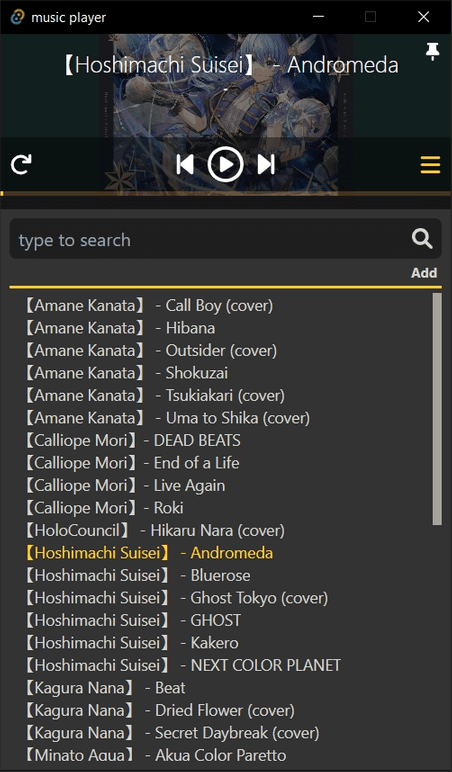 music player
【Hoshimachi Suisei】 - Andromeda
type to search
Add
【Amane Kanata】 - Call Boy (cover)
【Amane Kanata】 - Hibana
【Amane Kanata】 - Outsider (cover)
【Amane Kanata】 - Shokuzai
【Amane Kanata】 - Tsukiakari (cover)
【Amane Kanata】 - Uma to Shika (cover)
【Calliope Mori】- DEAD BEATS
【Calliope Mori】- End of a Life
【Calliope Mori】- Live Again
【Calliope Mori】- Roki
【HoloCouncil】 - Hikaru Nara (cover)
【Hoshimachi Suisei】 - Andromeda
【Hoshimachi Suisei】 - Bluerose
【Hoshimachi Suisei】 - Ghost Tokyo (cover)
【Hoshimachi Suisei】 - GHOST
【Hoshimachi Suisei】 - Kakero
【Hoshimachi Suisei】 - NEXT COLOR PLANET
【Kagura Nana】 - Beat
【Kagura Nana】 - Dried Flower (cover)
【Kagura Nana】 - Secret Daybreak (cover)
【Minato Aqua】 - Akua Color Paretto